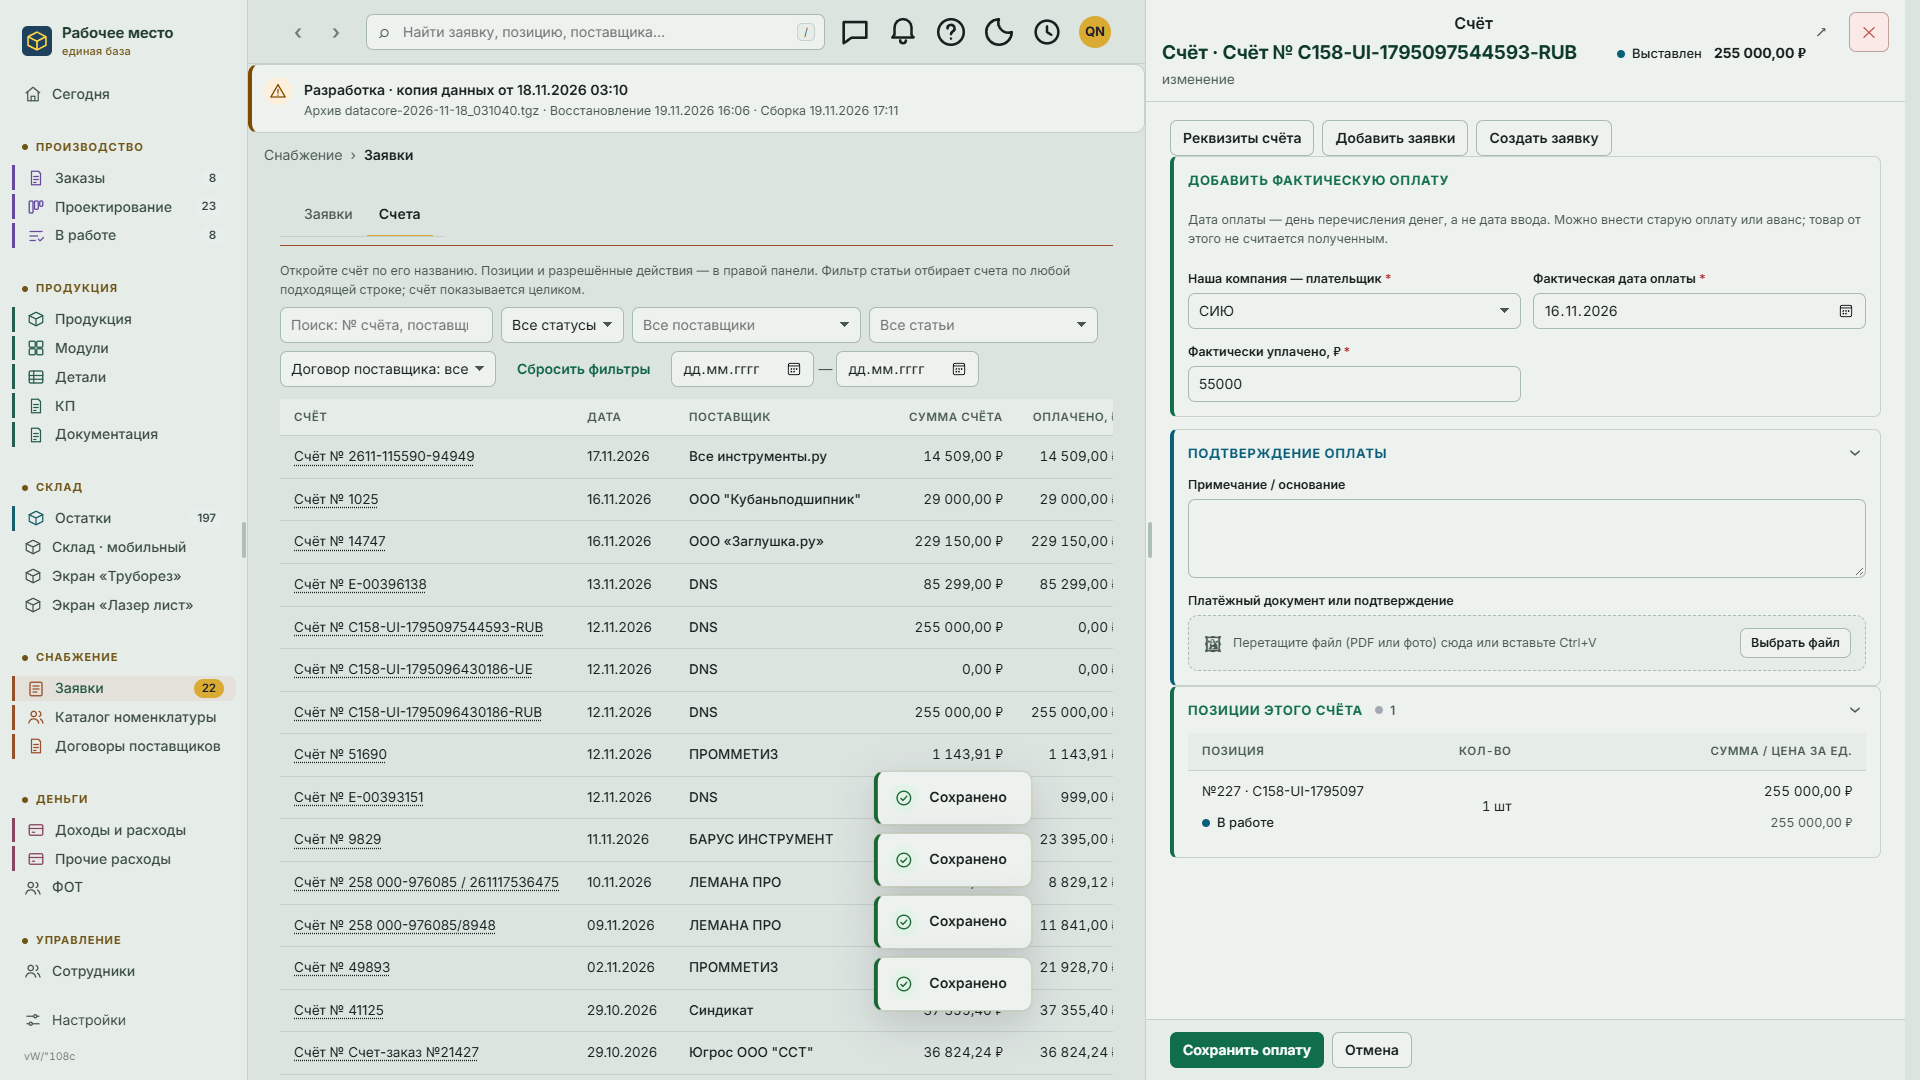 Рабочее место
единая база
Сегодня
ПРОИЗВОДСТВО
Заказы 8
Проектирование 23
В работе 8
ПРОДУКЦИЯ
Продукция
Модули
Детали
КП
Документация
СКЛАД
Остатки 197
Склад · мобильный
Экран «Труборез»
Экран «Лазер лист»
СНАБЖЕНИЕ
Заявки 22
Каталог номенклатуры
Договоры поставщиков
ДЕНЬГИ
Доходы и расходы
Прочие расходы
ФОТ
УПРАВЛЕНИЕ
Сотрудники
Настройки
vW/"108c
Найти заявку, позицию, поставщика... /
QN
Разработка · копия данных от 18.11.2026 03:10
Архив datacore-2026-11-18_031040.tgz · Восстановление 19.11.2026 16:06 · Сборка 19.11.2026 17:11
Снабжение › Заявки
Заявки Счета
Откройте счёт по его названию. Позиции и разрешённые действия — в правой панели. Фильтр статьи отбирает счета по любой
подходящей строке; счёт показывается целиком.
Поиск: № счёта, поставщи Все статусы Все поставщики Все статьи
Договор поставщика: все Сбросить фильтры дд.мм.гггг — дд.мм.гггг
СЧЁТ ДАТА ПОСТАВЩИК СУММА СЧЁТА ОПЛАЧЕНО,
Счёт № 2611-115590-94949 17.11.2026 Все инструменты.ру 14 509,00 ₽ 14 509,00
Счёт № 1025 16.11.2026 ООО "Кубаньподшипник" 29 000,00 ₽ 29 000,00
Счёт № 14747 16.11.2026 ООО «Заглушка.ру» 229 150,00 ₽ 229 150,00
Счёт № E-00396138 13.11.2026 DNS 85 299,00 ₽ 85 299,00
Счёт № C158-UI-1795097544593-RUB 12.11.2026 DNS 255 000,00 ₽ 0,00
Счёт № C158-UI-1795096430186-UE 12.11.2026 DNS 0,00 ₽ 0,00
Счёт № C158-UI-1795096430186-RUB 12.11.2026 DNS 255 000,00 ₽ 255 000,00
Счёт № 51690 12.11.2026 ПРОММЕТИЗ 1 143,91 ₽ 1 143,91
Счёт № E-00393151 12.11.2026 DNS 999,00
Счёт № 9829 11.11.2026 БАРУС ИНСТРУМЕНТ 23 395,00
Счёт № 258 000-976085 / 261117536475 10.11.2026 ЛЕМАНА ПРО 8 829,12
Счёт № 258 000-976085/8948 09.11.2026 ЛЕМАНА ПРО 11 841,00
Счёт № 49893 02.11.2026 ПРОММЕТИЗ 21 928,70
Счёт № 41125 29.10.2026 Синдикат 37 355,40 ₽ 37 355,40
Счёт № Счет-заказ №21427 29.10.2026 Югрос ООО "ССТ" 36 824,24 ₽ 36 824,24
Сохранено
Сохранено
Сохранено
Сохранено
Счёт
Счёт · Счёт № C158-UI-1795097544593-RUB Выставлен 255 000,00 ₽
изменение
Реквизиты счёта Добавить заявки Создать заявку
ДОБАВИТЬ ФАКТИЧЕСКУЮ ОПЛАТУ
Дата оплаты — день перечисления денег, а не дата ввода. Можно внести старую оплату или аванс; товар от
этого не считается полученным.
Наша компания — плательщик * Фактическая дата оплаты *
СИЮ 16.11.2026
Фактически уплачено, ₽ *
55000
ПОДТВЕРЖДЕНИЕ ОПЛАТЫ
Примечание / основание
Платёжный документ или подтверждение
Перетащите файл (PDF или фото) сюда или вставьте Ctrl+V Выбрать файл
ПОЗИЦИИ ЭТОГО СЧЁТА 1
ПОЗИЦИЯ КОЛ-ВО СУММА / ЦЕНА ЗА ЕД.
№227 · C158-UI-1795097 1 шт 255 000,00 ₽
В работе 255 000,00 ₽
Сохранить оплату Отмена